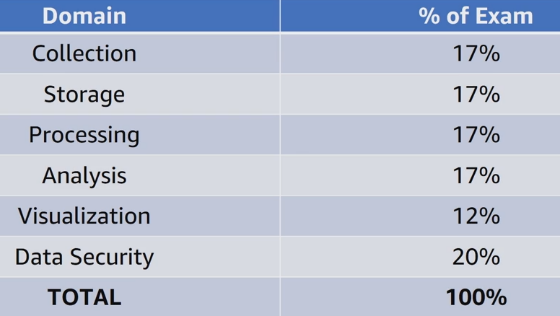 Domain % of Exam
Collection 17%
Storage 17%
Processing 17%
Analysis 17%
Visualization 12%
Data Security 20%
TOTAL 100%